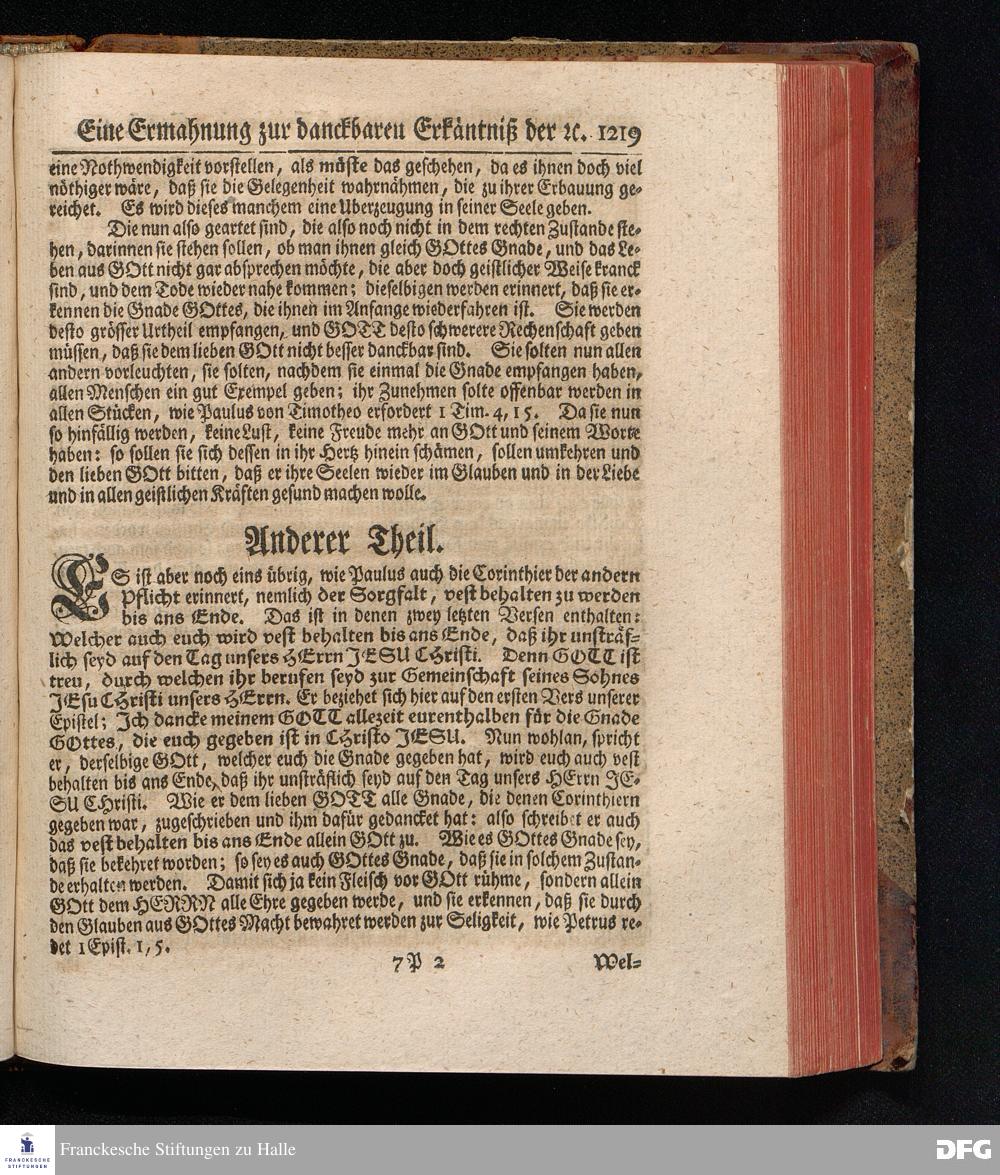 Eine Ermahnung zur danckbaren Erkäntniß der ꝛc. 1219
eine Nothwendigkeit vorstellen, als müste das geschehen, da es ihnen doch viel
nöthiger wäre, daß sie die Gelegenheit wahrnähmen, die zu ihrer Erbauung ge-
reichet. Es wird dieses manchem eine Uberzeugung in seiner Seele geben.
Die nun also geartet sind, die also noch nicht in dem rechten Zustande ste-
hen, darinnen sie stehen sollen, ob man ihnen gleich GOttes Gnade, und das Le-
ben aus GOtt nicht gar absprechen möchte, die aber doch geistlicher Weise kranck
sind, und dem Tode wieder nahe kommen; dieselbigen werden erinnert, daß sie er-
kennen die Gnade GOttes, die ihnen im Anfange wiederfahren ist. Sie werden
desto grösser Urtheil empfangen, und GOTT desto schwerere Rechenschaft geben
müssen, daß sie dem lieben GOtt nicht besser danckbar sind. Sie solten nun allen
andern vorleuchten, sie solten, nachdem sie einmal die Gnade empfangen haben,
allen Menschen ein gut Exempel geben; ihr Zunehmen solte offenbar werden in
allen Stücken, wie Paulus von Timotheo erfordert 1 Tim. 4, 15. Da sie nun
so hinfällig werden, keine Lust, keine Freude mehr an GOtt und seinem Worte
haben: so sollen sie sich dessen in ihr Hertz hinein schämen, sollen umkehren und
den lieben GOtt bitten, daß er ihre Seelen wieder im Glauben und in der Liebe
und in allen geistlichen Kräften gesund machen wolle.
Anderer Theil.
ES ist aber noch eins übrig, wie Paulus auch die Corinthier der andern
Pflicht erinnert, nemlich der Sorgfalt, vest behalten zu werden
bis ans Ende. Das ist in denen zwey letzten Versen enthalten:
Welcher auch euch wird vest behalten bis ans Ende, daß ihr unsträf-
lich seyd auf den Tag unsers HErrn JESU CHristi. Denn GOTT ist
treu, durch welchen ihr berufen seyd zur Gemeinschaft seines Sohnes
JEsu CHristi unsers HErrn. Er beziehet sich hier auf den ersten Vers unserer
Epistel; Ich dancke meinem GOTT allezeit eurenthalben für die Gnade
GOttes, die euch gegeben ist in CHristo JESU. Nun wohlan, spricht
er, derselbige GOtt, welcher euch die Gnade gegeben hat, wird euch auch vest
behalten bis ans Ende, daß ihr unsträflich seyd auf den Tag unsers HErrn JE-
SU CHristi. Wie er dem lieben GOTT alle Gnade, die denen Corinthiern
gegeben war, zugeschrieben und ihm dafür gedancket hat: also schreibet er auch
das vest behalten bis ans Ende allein GOtt zu. Wie es GOttes Gnade sey,
daß sie bekehret worden; so sey es auch GOttes Gnade, daß sie in solchem Zustan-
de erhalten werden. Damit sich ja kein Fleisch vor GOtt rühme, sondern allein
GOtt dem HERRN alle Ehre gegeben werde, und sie erkennen, daß sie durch
den Glauben aus GOttes Macht bewahret werden zur Seligkeit, wie Petrus re-
det 1 Epist. 1, 5.
7P 2 Wel-
FRANCKESCHE STIFTUNGEN
Franckesche Stiftungen zu Halle
DFG